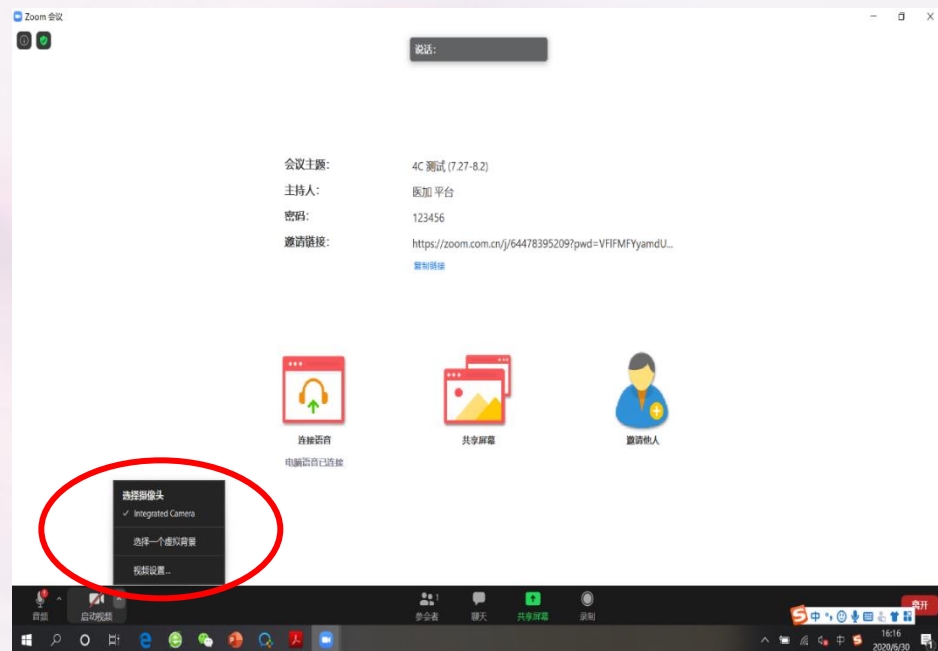 Zoom 会议
说话:
会议主题:
4C 测试 (7.27-8.2)
主持人:
医加 平台
密码:
123456
邀请链接:
https://zoom.com.cn/j/64478395209?pwd=VFlFMFYyamdU...
复制链接
连接语音
共享屏幕
邀请他人
电脑语音已连接
选择摄像头
✓ Integrated Camera
选择一个虚拟背景
视频设置...
音频
启动视频
1
参会者
聊天
共享屏幕
录制
离开
中
中
16:16
2020/6/30